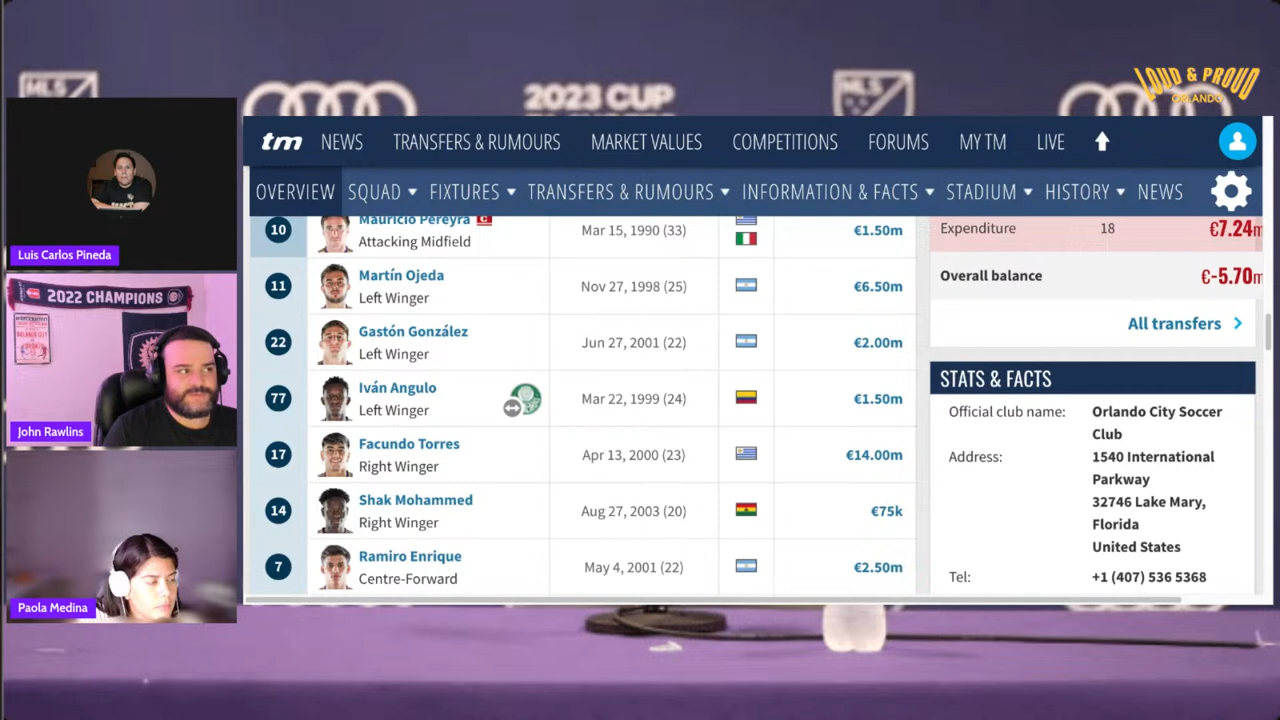 MLS
2023 CUP
MLS
LOUD & PROUD
ORLANDO
tm NEWS TRANSFERS & RUMOURS MARKET VALUES COMPETITIONS FORUMS MY TM LIVE
OVERVIEW SQUAD FIXTURES TRANSFERS & RUMOURS INFORMATION & FACTS STADIUM HISTORY NEWS
10 Mauricio Pereyra
Attacking Midfield
Mar 15, 1990 (33) €1.50m
11 Martín Ojeda
Left Winger
Nov 27, 1998 (25) €6.50m
22 Gastón González
Left Winger
Jun 27, 2001 (22) €2.00m
77 Iván Angulo
Left Winger
Mar 22, 1999 (24) €1.50m
17 Facundo Torres
Right Winger
Apr 13, 2000 (23) €14.00m
14 Shak Mohammed
Right Winger
Aug 27, 2003 (20) €75k
7 Ramiro Enrique
Centre-Forward
May 4, 2001 (22) €2.50m
Expenditure 18 €7.24m
Overall balance €-5.70m
All transfers
STATS & FACTS
Official club name: Orlando City Soccer
Club
Address: 1540 International
Parkway
32746 Lake Mary,
Florida
United States
Tel: +1 (407) 536 5368
Luis Carlos Pineda
2022 CHAMPIONS
John Rawlins
Paola Medina